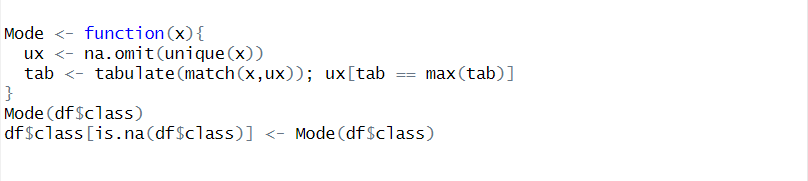 Mode <- function(x){
  ux <- na.omit(unique(x))
  tab <- tabulate(match(x,ux)); ux[tab == max(tab)]
}
Mode(df$class)
df$class[is.na(df$class)] <- Mode(df$class)